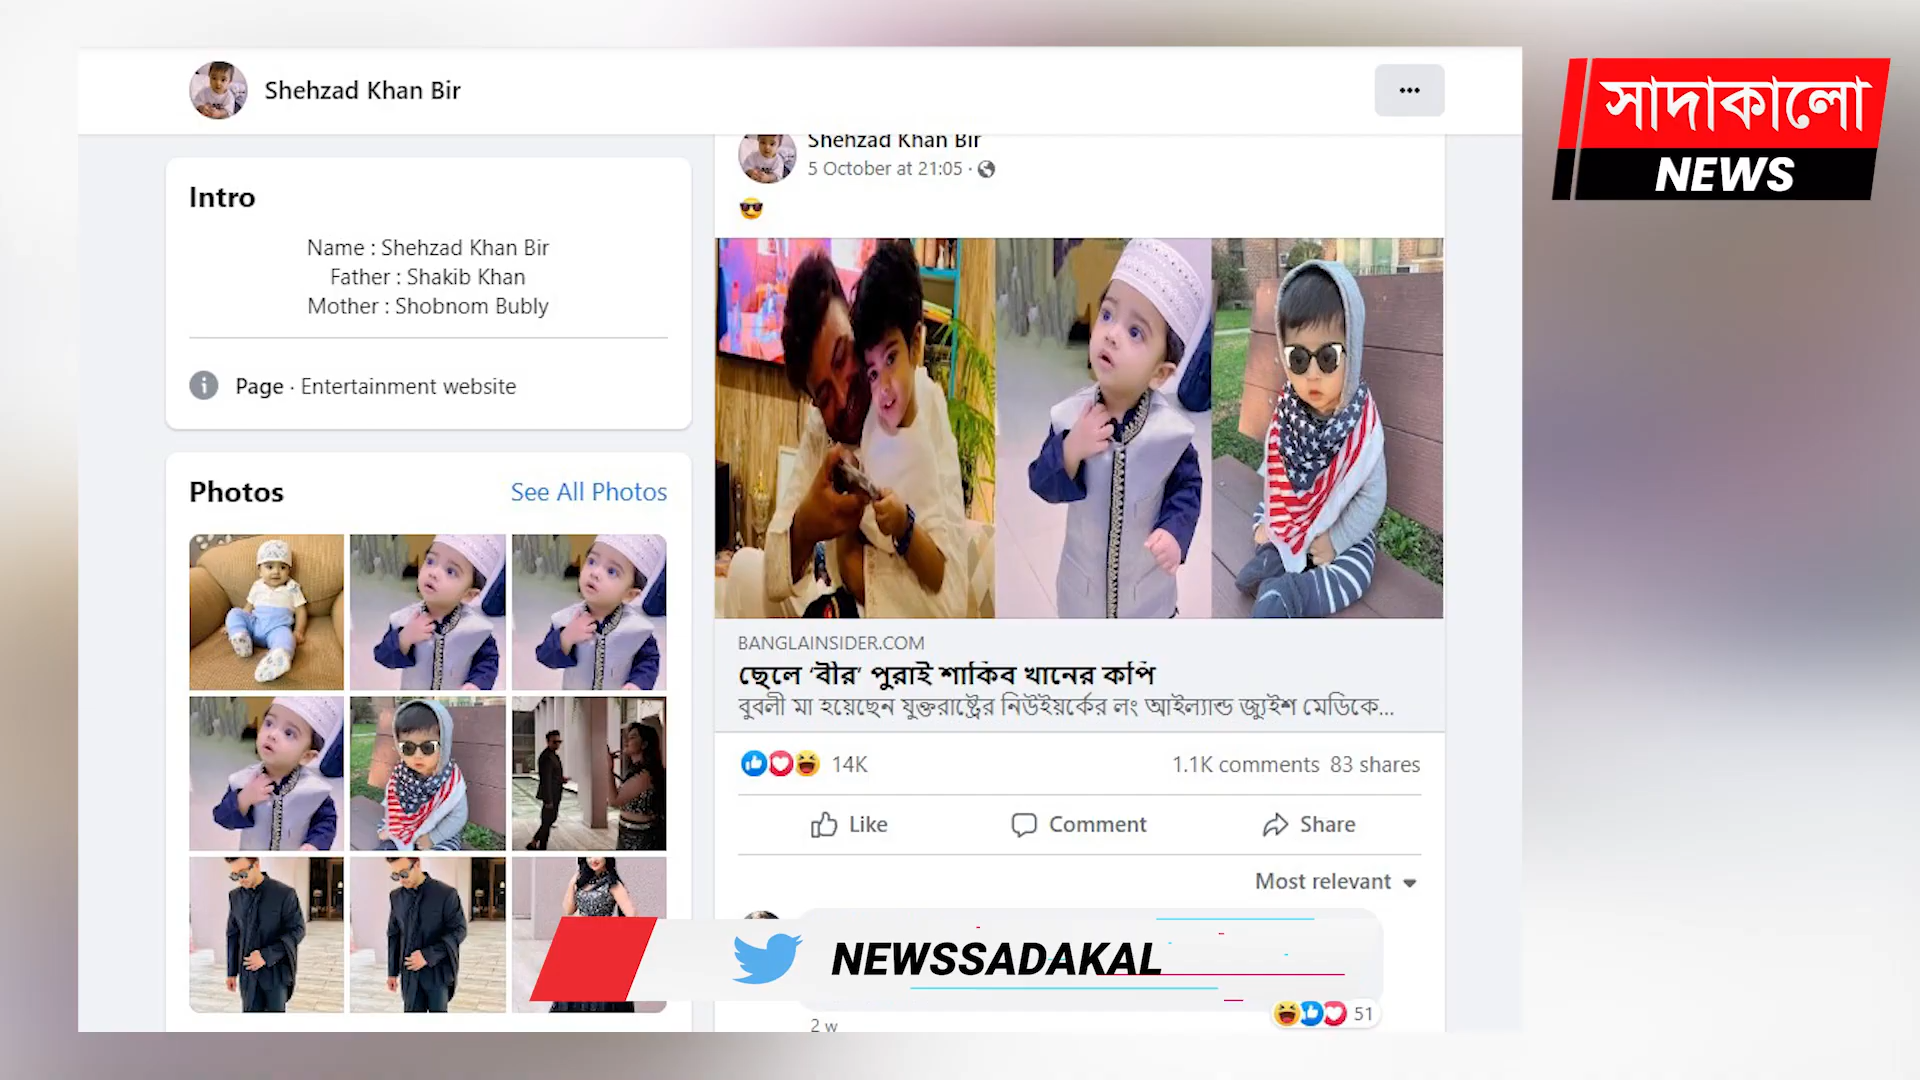 Shehzad Khan Bir
সাদাকালো
NEWS
Intro
Name : Shehzad Khan Bir
Father : Shakib Khan
Mother : Shobnom Bubly
Page · Entertainment website
Photos
See All Photos
Shehzad Khan Bir
5 October at 21:05 ·
BANGLAINSIDER.COM
ছেলে ‘বীর’ পুরাই শাকিব খানের কপি
বুবলী মা হয়েছেন যুক্তরাষ্ট্রের নিউইয়র্কের লং আইল্যান্ড জ্যুইশ মেডিকে...
14K
1.1K comments 83 shares
Like
Comment
Share
Most relevant
NEWSSADAKAL
51
2 w